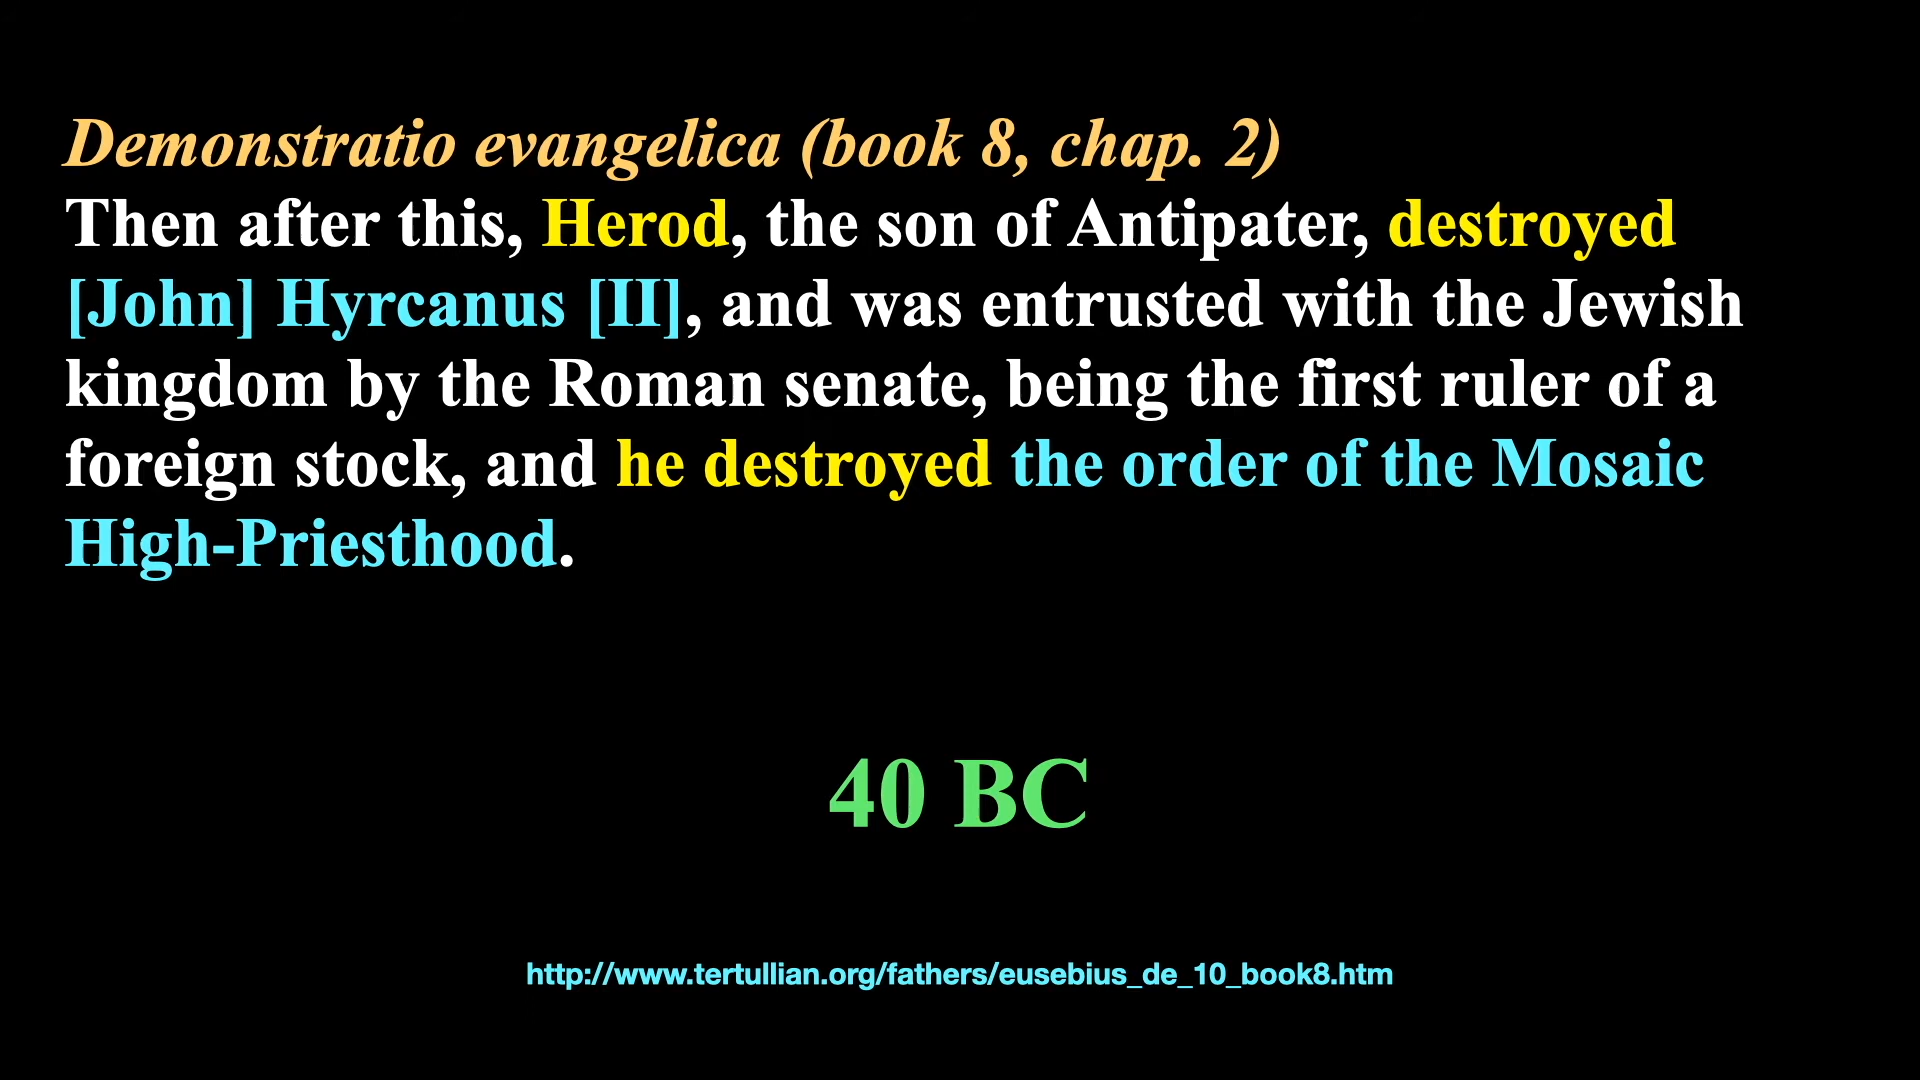 Demonstratio evangelica (book 8, chap. 2)
Then after this, Herod, the son of Antipater, destroyed
[John] Hyrcanus [II], and was entrusted with the Jewish
kingdom by the Roman senate, being the first ruler of a
foreign stock, and he destroyed the order of the Mosaic
High-Priesthood.
40 BC
http://www.tertullian.org/fathers/eusebius_de_10_book8.htm